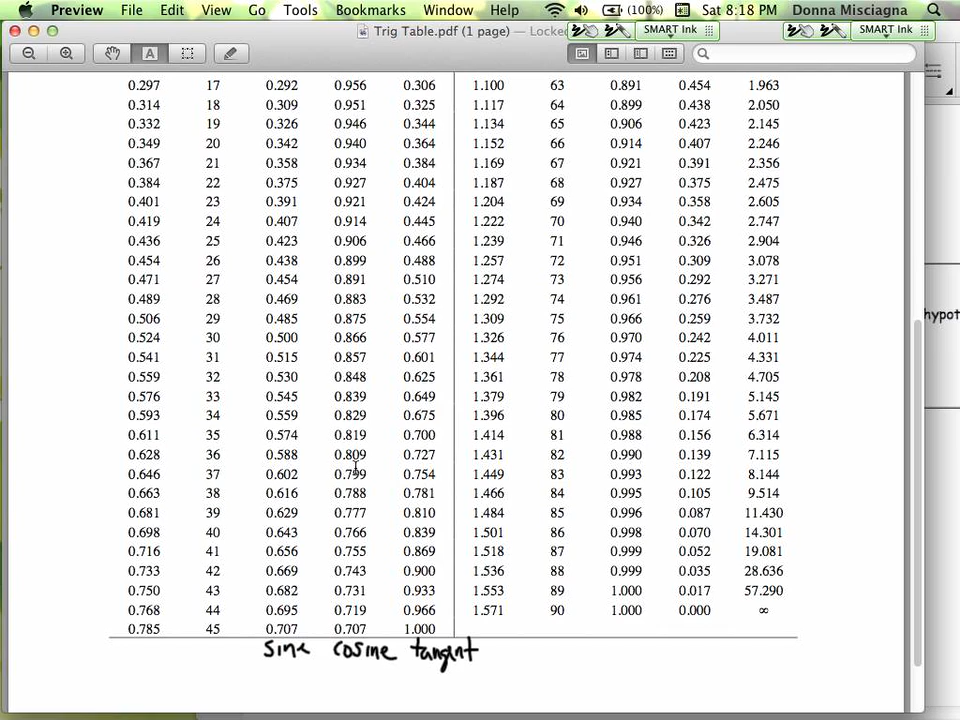 Preview File Edit View Go Tools Bookmarks Window Help (100%) Sat 8:18 PM Donna Misciagna
Trig Table.pdf (1 page) — Locked SMART Ink SMART Ink
0.297 17 0.292 0.956 0.306 1.100 63 0.891 0.454 1.963
0.314 18 0.309 0.951 0.325 1.117 64 0.899 0.438 2.050
0.332 19 0.326 0.946 0.344 1.134 65 0.906 0.423 2.145
0.349 20 0.342 0.940 0.364 1.152 66 0.914 0.407 2.246
0.367 21 0.358 0.934 0.384 1.169 67 0.921 0.391 2.356
0.384 22 0.375 0.927 0.404 1.187 68 0.927 0.375 2.475
0.401 23 0.391 0.921 0.424 1.204 69 0.934 0.358 2.605
0.419 24 0.407 0.914 0.445 1.222 70 0.940 0.342 2.747
0.436 25 0.423 0.906 0.466 1.239 71 0.946 0.326 2.904
0.454 26 0.438 0.899 0.488 1.257 72 0.951 0.309 3.078
0.471 27 0.454 0.891 0.510 1.274 73 0.956 0.292 3.271
0.489 28 0.469 0.883 0.532 1.292 74 0.961 0.276 3.487
0.506 29 0.485 0.875 0.554 1.309 75 0.966 0.259 3.732
hypot
0.524 30 0.500 0.866 0.577 1.326 76 0.970 0.242 4.011
0.541 31 0.515 0.857 0.601 1.344 77 0.974 0.225 4.331
0.559 32 0.530 0.848 0.625 1.361 78 0.978 0.208 4.705
0.576 33 0.545 0.839 0.649 1.379 79 0.982 0.191 5.145
0.593 34 0.559 0.829 0.675 1.396 80 0.985 0.174 5.671
0.611 35 0.574 0.819 0.700 1.414 81 0.988 0.156 6.314
0.628 36 0.588 0.809 0.727 1.431 82 0.990 0.139 7.115
0.646 37 0.602 0.799 0.754 1.449 83 0.993 0.122 8.144
0.663 38 0.616 0.788 0.781 1.466 84 0.995 0.105 9.514
0.681 39 0.629 0.777 0.810 1.484 85 0.996 0.087 11.430
0.698 40 0.643 0.766 0.839 1.501 86 0.998 0.070 14.301
0.716 41 0.656 0.755 0.869 1.518 87 0.999 0.052 19.081
0.733 42 0.669 0.743 0.900 1.536 88 0.999 0.035 28.636
0.750 43 0.682 0.731 0.933 1.553 89 1.000 0.017 57.290
0.768 44 0.695 0.719 0.966 1.571 90 1.000 0.000 ∞
0.785 45 0.707 0.707 1.000
sine cosine tangent